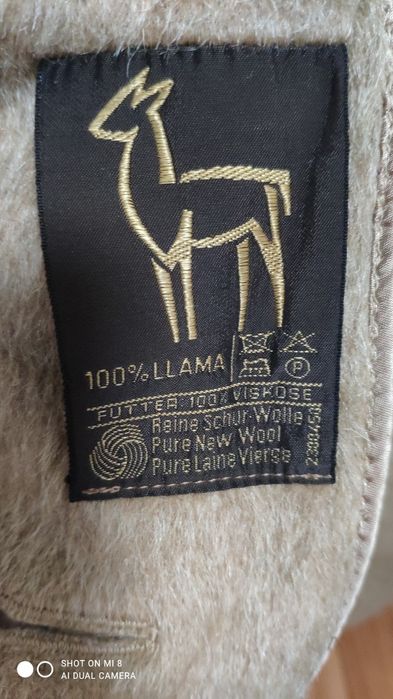 100% LLAMA
P
FUTTER 100% VISKOSE
Reine Schur-Wolle
Pure New Wool
Pure Laine Vierge
SHOT ON MI 8
AI DUAL CAMERA